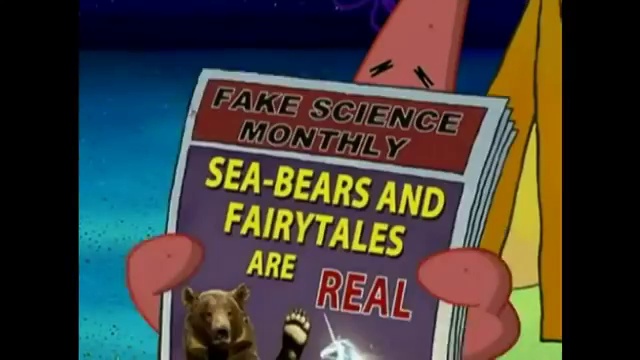 FAKE SCIENCE
MONTHLY
SEA-BEARS AND
FAIRYTALES
ARE REAL